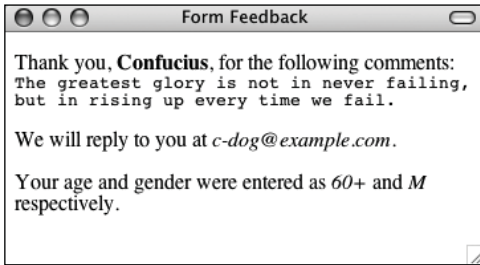 Form Feedback
Thank you, Confucius, for the following comments:
The greatest glory is not in never failing,
but in rising up every time we fail.
We will reply to you at c-dog@example.com.
Your age and gender were entered as 60+ and M
respectively.